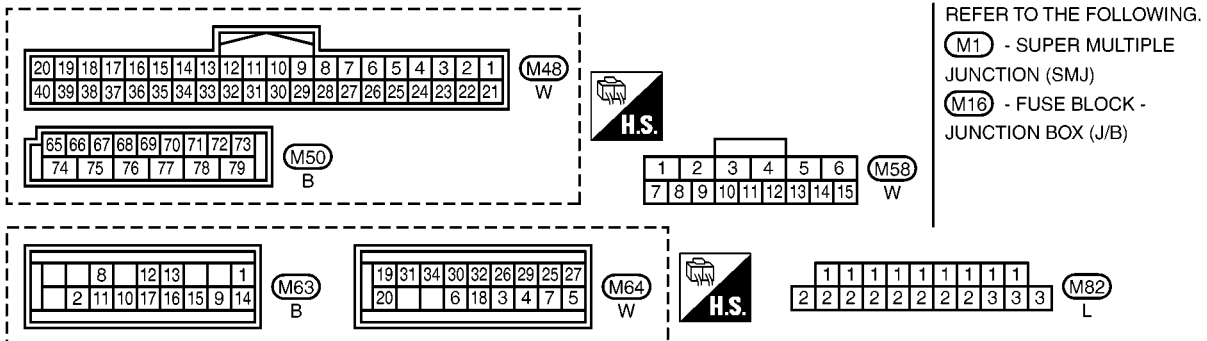 20 19 18 17 16 15 14 13 12 11 10 9 8 7 6 5 4 3 2 1
40 39 38 37 36 35 34 33 32 31 30 29 28 27 26 25 24 23 22 21
M48
W
65 66 67 68 69 70 71 72 73
74 75 76 77 78 79
M50
B
H.S.
1 2 3 4 5 6
7 8 9 10 11 12 13 14 15
M58
W
REFER TO THE FOLLOWING.
M1 - SUPER MULTIPLE
JUNCTION (SMJ)
M16 - FUSE BLOCK -
JUNCTION BOX (J/B)
8 12 13 1
2 11 10 17 16 15 9 14
M63
B
19 31 34 30 32 26 29 25 27
20 6 18 3 4 7 5
M64
W
H.S.
1 1 1 1 1 1 1 1 1
2 2 2 2 2 2 2 2 3 3 3
M82
L